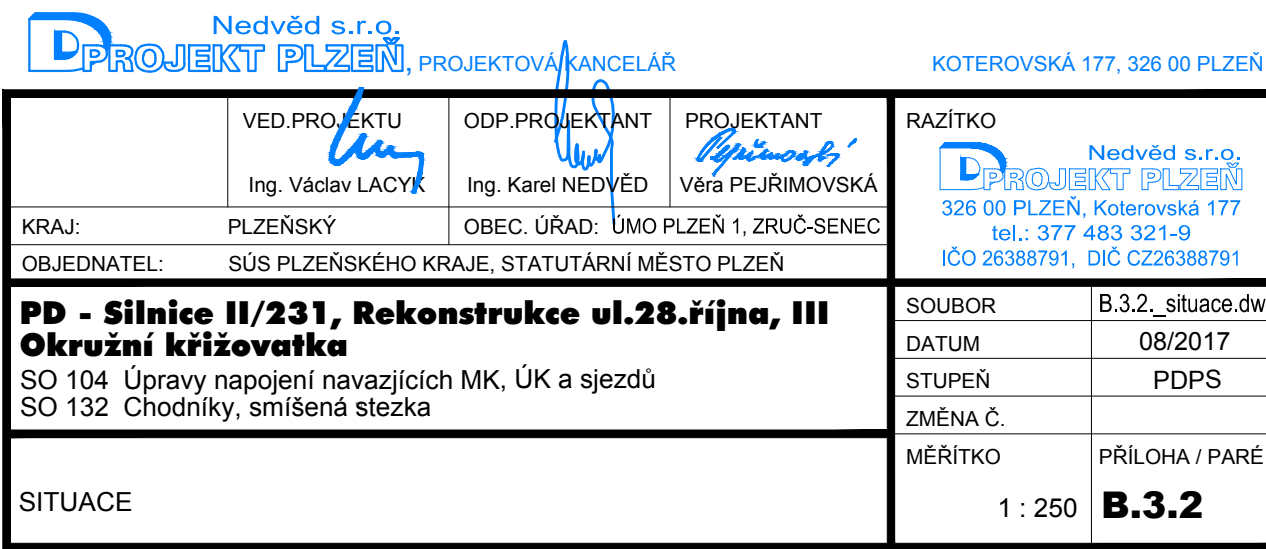 Nedvěd s.r.o.
DPROJEKT PLZEŇ, PROJEKTOVÁ KANCELÁŘ
KOTEROVSKÁ 177, 326 00 PLZEŇ
VED.PROJEKTU
ODP.PROJEKTANT
PROJEKTANT
Ing. Václav LACYK
Ing. Karel NEDVĚD
Věra PEJŘIMOVSKÁ
KRAJ: PLZEŇSKÝ
OBEC. ÚŘAD: ÚMO PLZEŇ 1, ZRUČ-SENEC
OBJEDNATEL: SÚS PLZEŇSKÉHO KRAJE, STATUTÁRNÍ MĚSTO PLZEŇ
RAZÍTKO
Nedvěd s.r.o.
DPROJEKT PLZEŇ
326 00 PLZEŇ, Koterovská 177
tel.: 377 483 321-9
IČO 26388791, DIČ CZ26388791
PD - Silnice II/231, Rekonstrukce ul.28.října, III
Okružní křižovatka
SO 104 Úpravy napojení navazjících MK, ÚK a sjezdů
SO 132 Chodníky, smíšená stezka
SITUACE
SOUBOR B.3.2._situace.dw
DATUM 08/2017
STUPEŇ PDPS
ZMĚNA Č.
MĚŘÍTKO
1 : 250
PŘÍLOHA / PARÉ
B.3.2